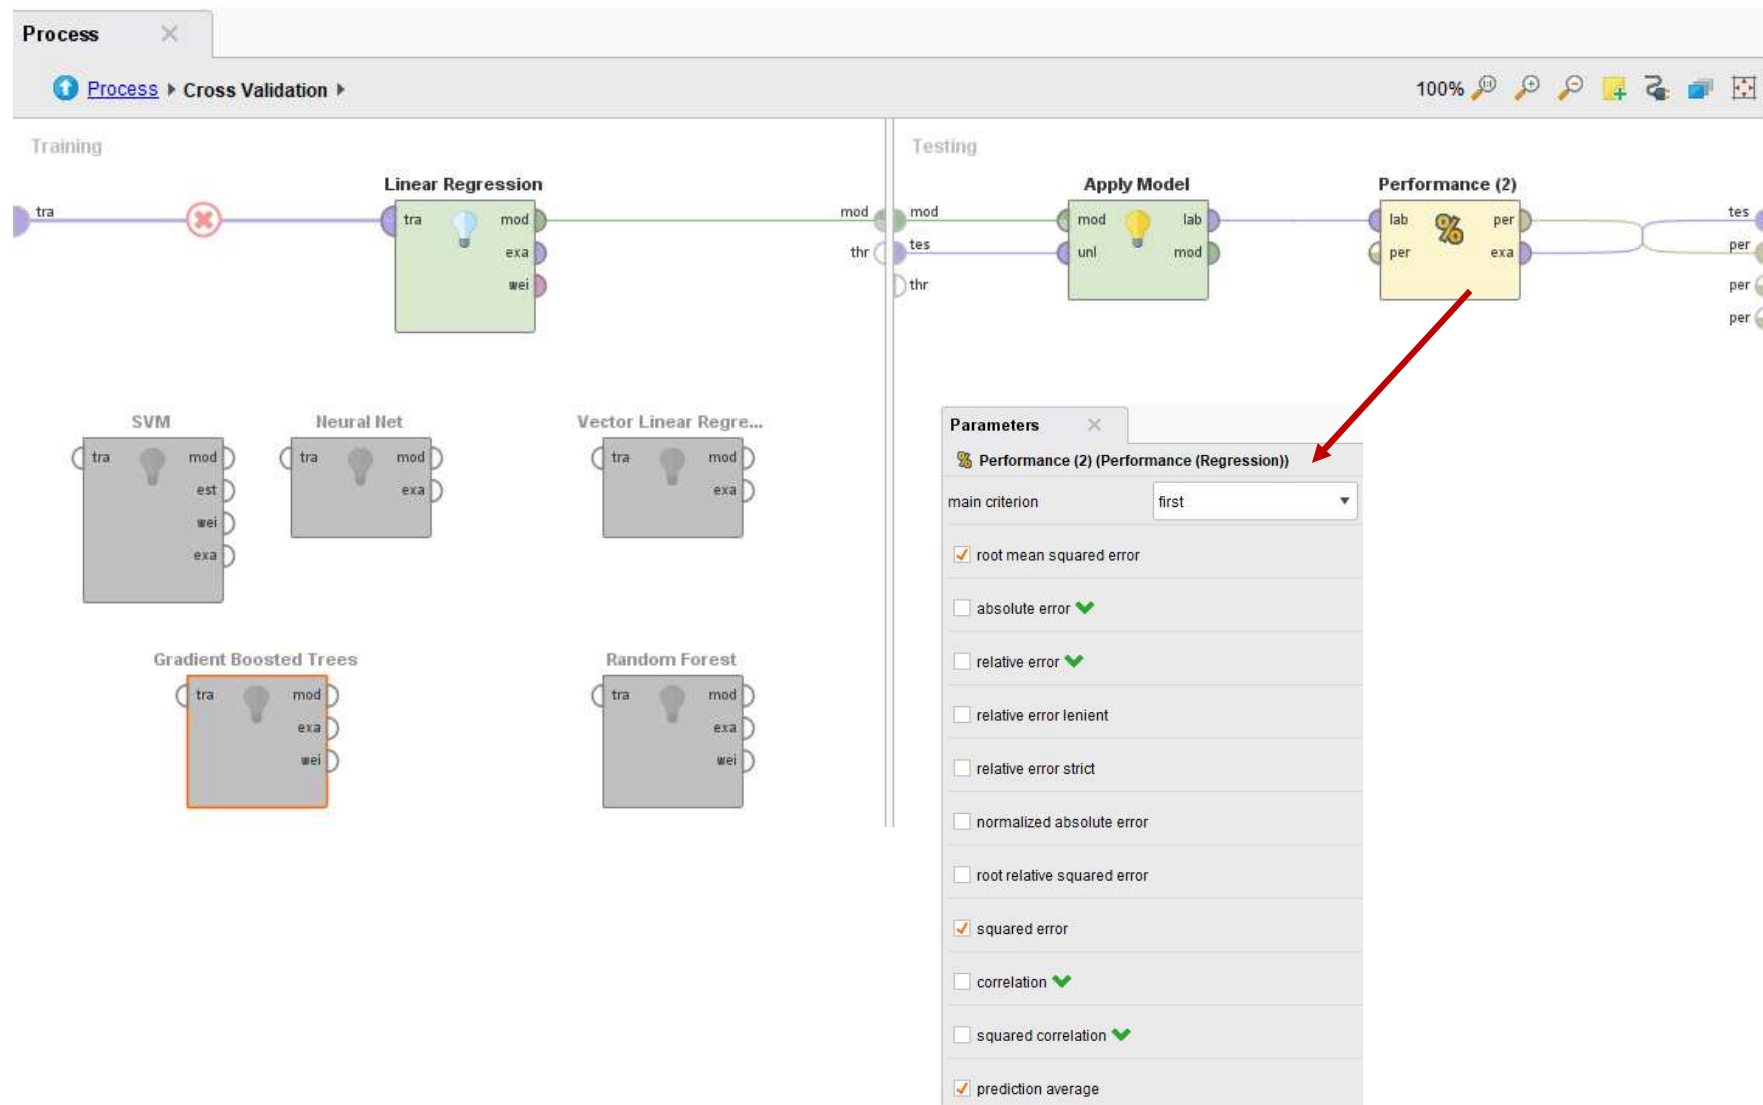 Process
Process Cross Validation
100%
Training
Testing
Linear Regression
Apply Model
Performance (2)
tra
tra
mod
exa
wei
mod
thr
mod
tes
thr
mod
unl
lab
mod
lab
per
per
exa
tes
per
per
per
SVM
Neural Net
Vector Linear Regre...
tra
mod
est
wei
exa
tra
mod
exa
tra
mod
exa
Gradient Boosted Trees
Random Forest
tra
mod
exa
wei
tra
mod
exa
wei
Parameters
% Performance (2) (Performance (Regression))
main criterion first
root mean squared error
absolute error
relative error
relative error lenient
relative error strict
normalized absolute error
root relative squared error
squared error
correlation
squared correlation
prediction average